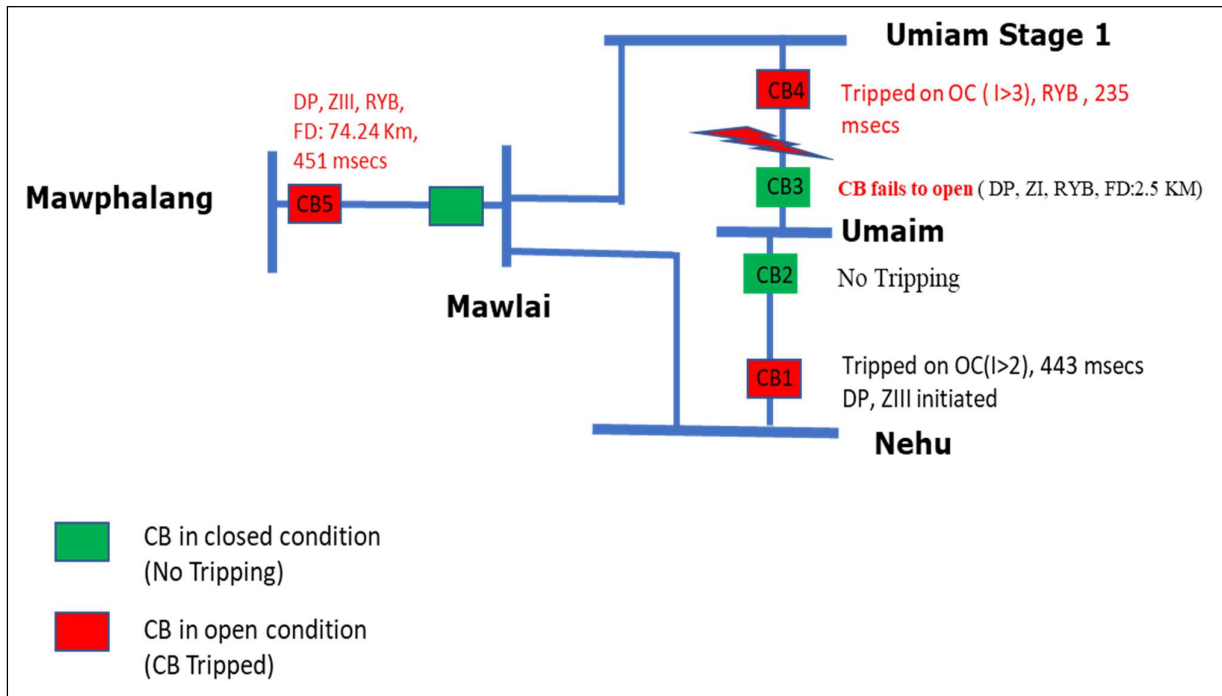 Umiam Stage 1
DP, ZIII, RYB,
FD: 74.24 Km,
451 msecs
CB4
Tripped on OC ( I>3), RYB , 235
msecs
Mawphalang
CB5
CB3
CB fails to open ( DP, ZI, RYB, FD:2.5 KM)
Umaim
CB2
No Tripping
Mawlai
CB1
Tripped on OC(I>2), 443 msecs
DP, ZIII initiated
Nehu
CB in closed condition
(No Tripping)
CB in open condition
(CB Tripped)